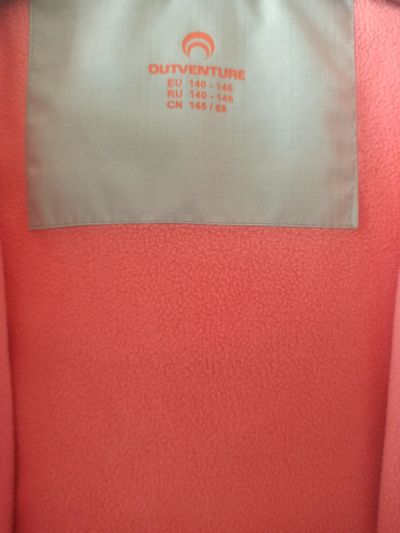 OUTVENTURE
EU 140 - 146
RU 140 - 146
CN 145 / 68